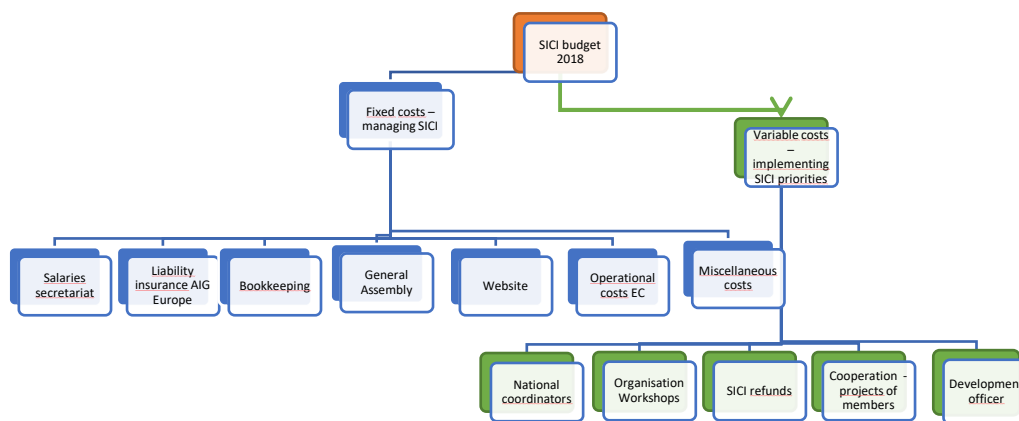 SICI budget
2018
Fixed costs –
managing SICI
Variable costs
–
implementing
SICI priorities
Salaries
secretariat
Liability
insurance AIG
Europe
Bookkeeping
General
Assembly
Website
Operational
costs EC
Miscellaneous
costs
National
coordinators
Organisation
Workshops
SICI refunds
Cooperation -
projects of
members
Developmen
officer